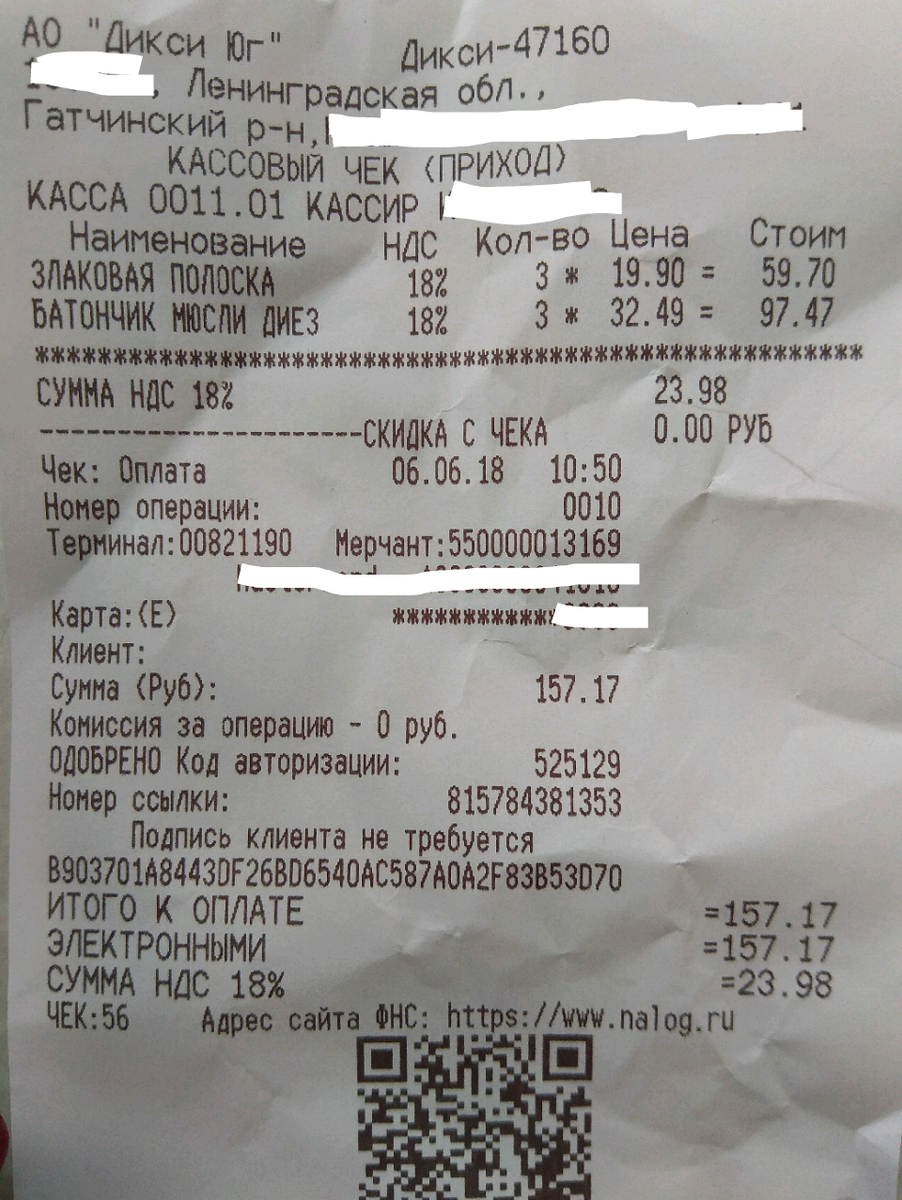 АО "Дикси Юг" Дикси-47160
, Ленинградская обл.,
Гатчинский р-н,
КАССОВЫЙ ЧЕК (ПРИХОД)
КАССА 0011.01 КАССИР
Наименование НДС Кол-во Цена Стоим
ЗЛАКОВАЯ ПОЛОСКА 18% 3 * 19.90 = 59.70
БАТОНЧИК МЮСЛИ ДИЕЗ 18% 3 * 32.49 = 97.47
*****************************************************
СУММА НДС 18% 23.98
----------------------СКИДКА С ЧЕКА 0.00 РУБ
Чек: Оплата 06.06.18 10:50
Номер операции: 0010
Терминал:00821190 Мерчант:550000013169
Карта:(E) ************
Клиент:
Сумма (Руб): 157.17
Комиссия за операцию - 0 руб.
ОДОБРЕНО Код авторизации: 525129
Номер ссылки: 815784381353
Подпись клиента не требуется
B903701A8443DF26BD6540AC587A0A2F83B53D70
ИТОГО К ОПЛАТЕ =157.17
ЭЛЕКТРОННЫМИ =157.17
СУММА НДС 18% =23.98
ЧЕК:56 Адрес сайта ФНС: https://www.nalog.ru